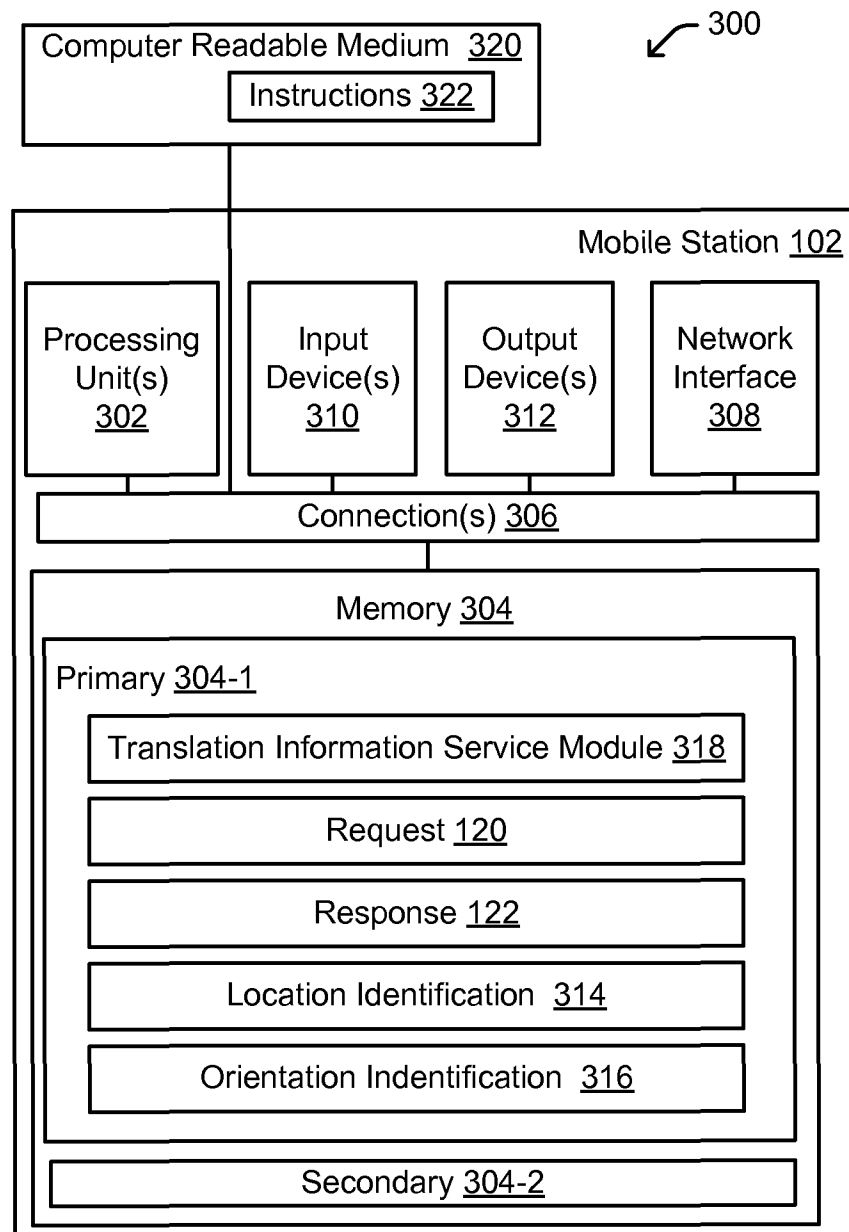 300
Computer Readable Medium 320
Instructions 322
Mobile Station 102
Processing
Unit(s)
302
Input
Device(s)
310
Output
Device(s)
312
Network
Interface
308
Connection(s) 306
Memory 304
Primary 304-1
Translation Information Service Module 318
Request 120
Response 122
Location Identification 314
Orientation Indentification 316
Secondary 304-2